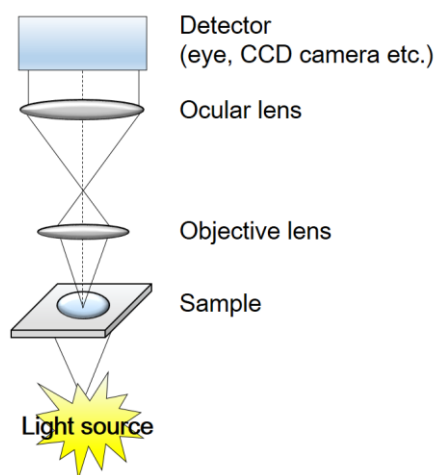 Detector
(eye, CCD camera etc.)
Ocular lens
Objective lens
Sample
Light source